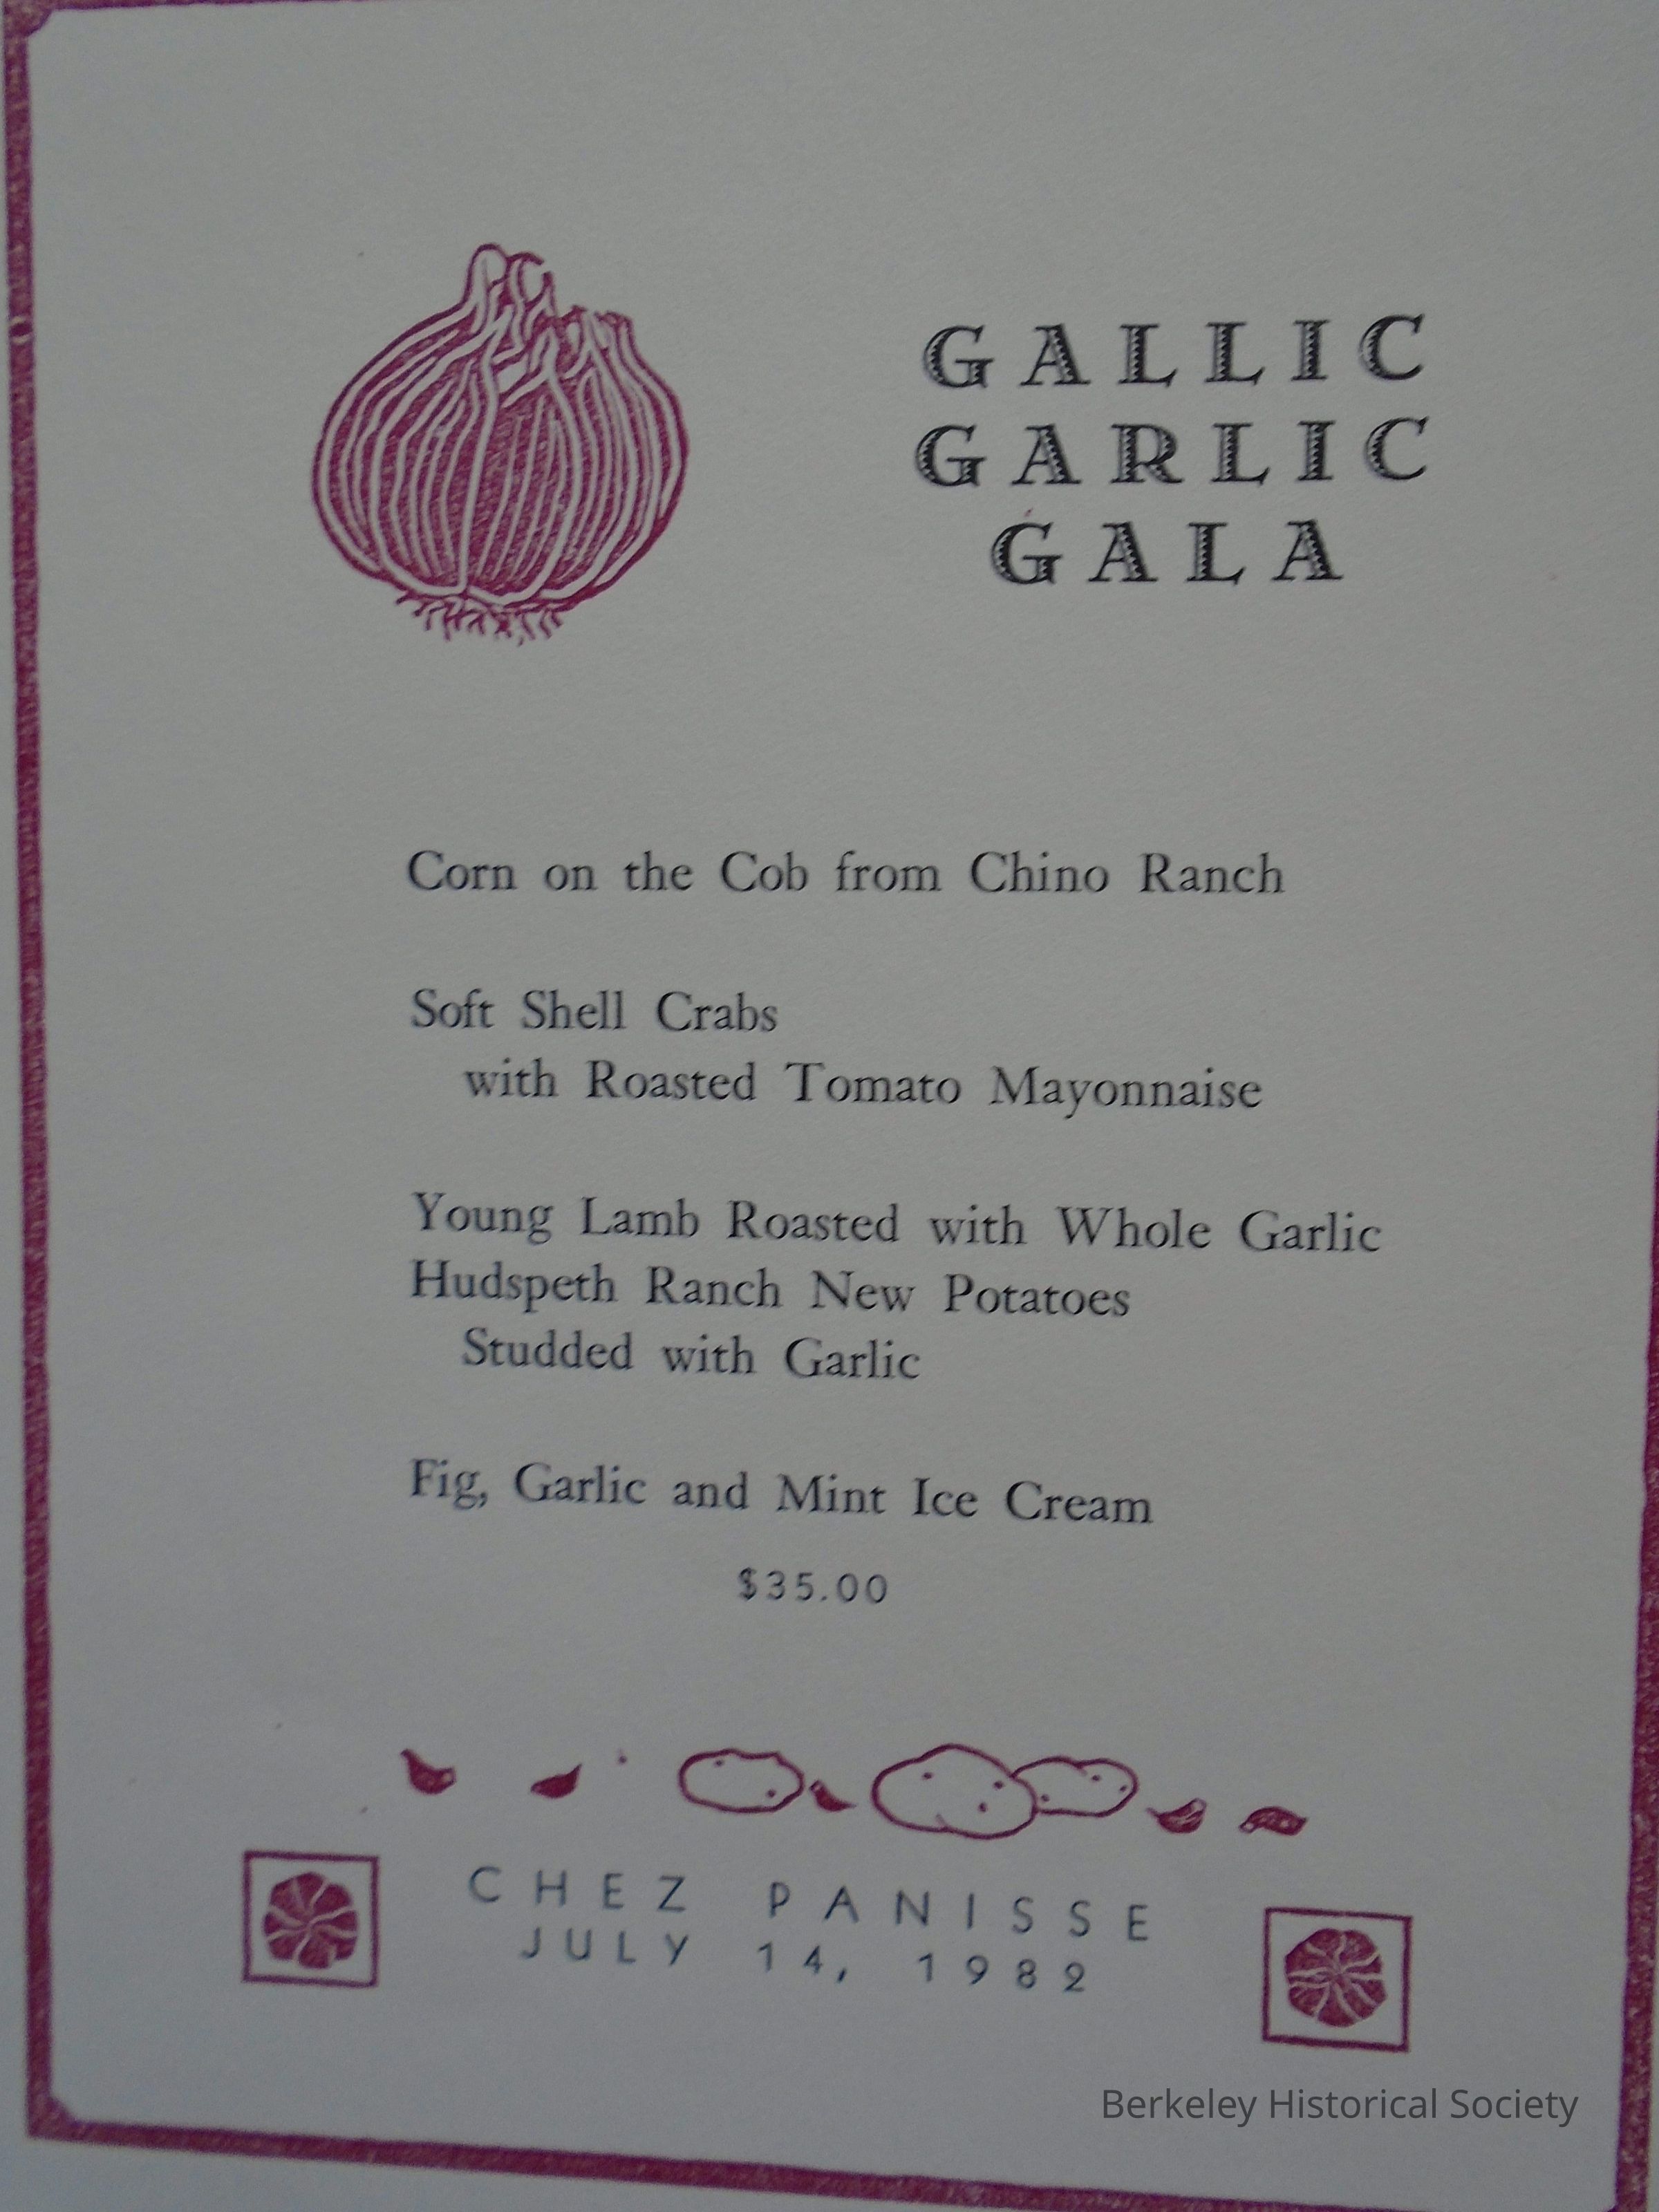 GALLIC
GARLIC
GALA
Corn on the Cob from Chino Ranch
Soft Shell Crabs
with Roasted Tomato Mayonnaise
Young Lamb Roasted with Whole Garlic
Hudspeth Ranch New Potatoes
Studded with Garlic
Fig, Garlic and Mint Ice Cream
$35.00
CHEZ PANISSE
JULY 14, 1982
Berkeley Historical Society